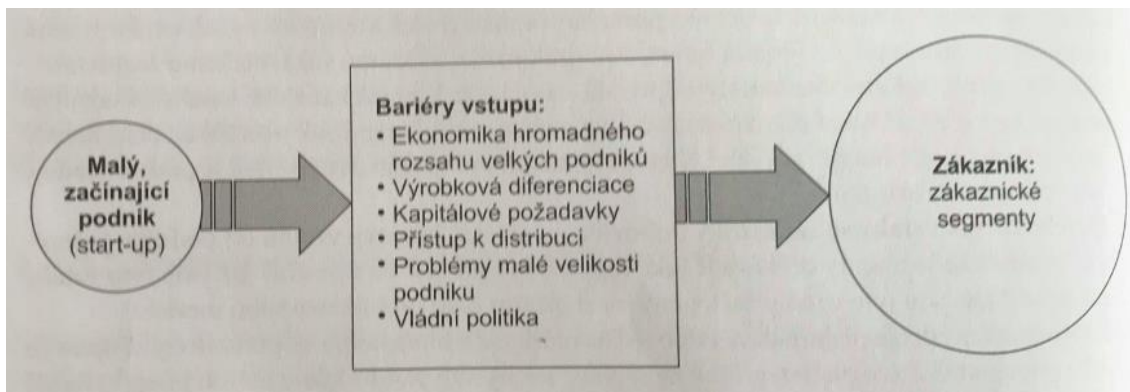 Malý,
začínající
podnik
(start-up)
Bariéry vstupu:
• Ekonomika hromadného
rozsahu velkých podniků
• Výrobková diferenciace
• Kapitálové požadavky
• Přístup k distribuci
• Problémy malé velikosti
podniku
• Vládní politika
Zákazník:
zákaznické
segmenty